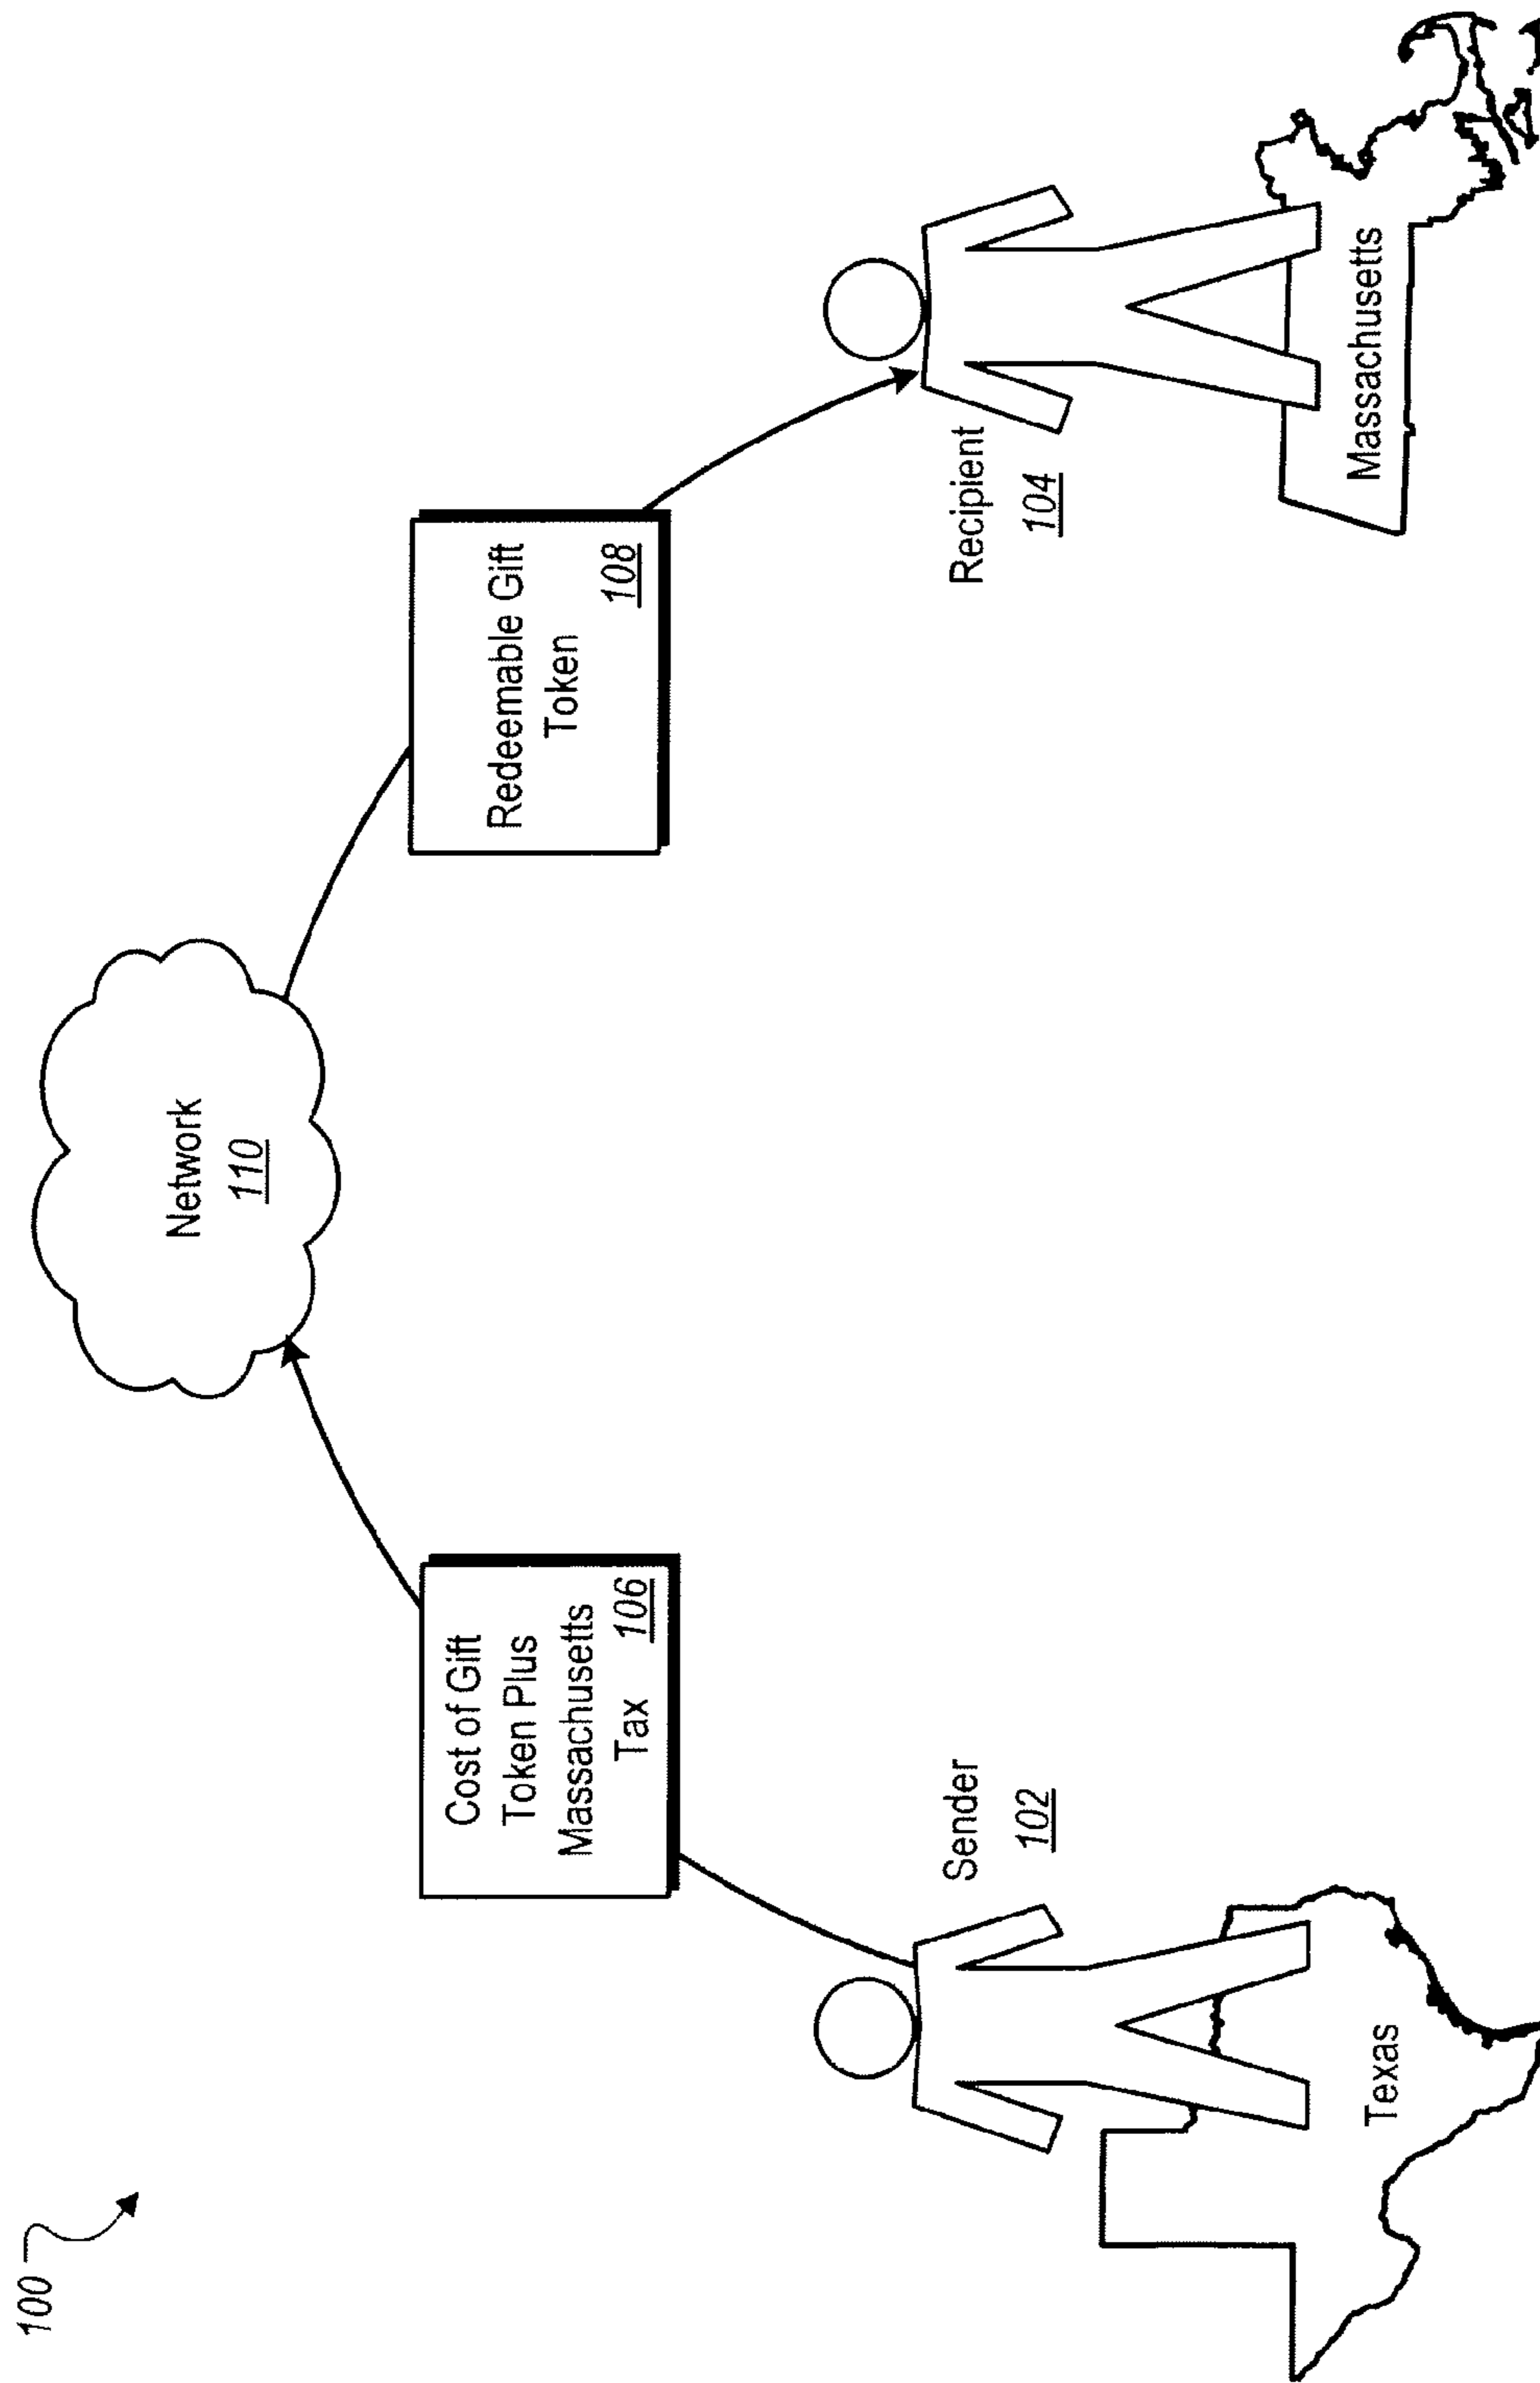 100
Network
110
Cost of Gift
Token Plus
Massachusetts
Tax 106
Redeemable Gift
Token
108
Sender
102
Recipient
104
Texas
Massachusetts